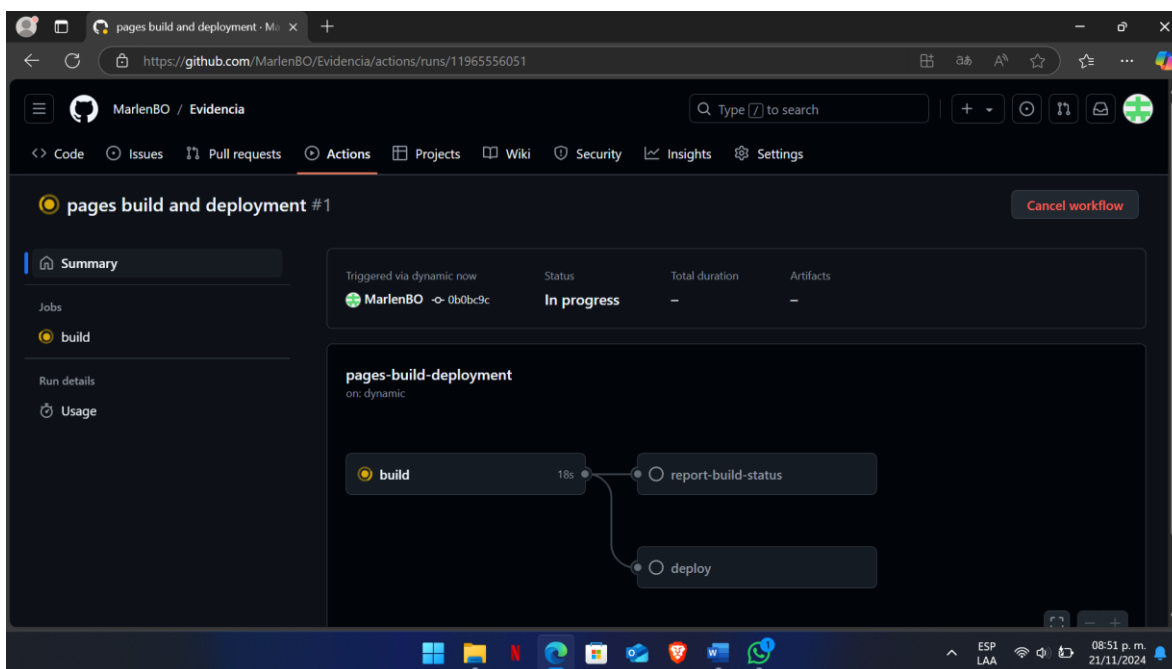 pages build and deployment · Ma
https://github.com/MarlenBO/Evidencia/actions/runs/11965556051
MarlenBO / Evidencia
Type / to search
Code Issues Pull requests Actions Projects Wiki Security Insights Settings
pages build and deployment #1
Cancel workflow
Summary
Triggered via dynamic now Status Total duration Artifacts
MarlenBO 0b0bc9c In progress – –
Jobs
build
Run details
Usage
pages-build-deployment
on: dynamic
build 18s report-build-status
deploy
ESP
LAA
08:51 p. m.
21/11/2024